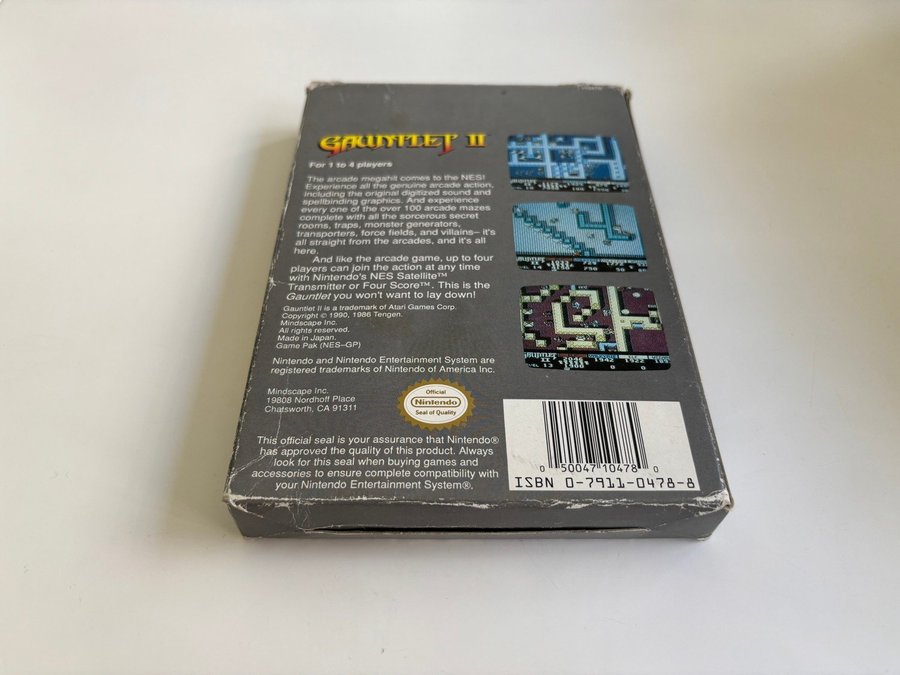 GAUNTLET II
For 1 to 4 players
The arcade megahit comes to the NES!
Experience all the genuine arcade action,
including the original digitized sound and
spellbinding graphics. And experience
every one of the over 100 arcade mazes
complete with all the sorcerous secret
rooms, traps, monster generators,
transporters, force fields, and villains– it's
all straight from the arcades, and it's all
here.
And like the arcade game, up to four
players can join the action at any time
with Nintendo's NES Satellite™
Transmitter or Four Score™. This is the
Gauntlet you won't want to lay down!
Gauntlet II is a trademark of Atari Games Corp.
Copyright © 1990, 1986 Tengen.
Mindscape Inc.
All rights reserved.
Made in Japan.
Game Pak (NES–GP)
Nintendo and Nintendo Entertainment System are
registered trademarks of Nintendo of America Inc.
Mindscape Inc.
19808 Nordhoff Place
Chatsworth, CA 91311
Official
Nintendo
Seal of Quality
This official seal is your assurance that Nintendo®
has approved the quality of this product. Always
look for this seal when buying games and
accessories to ensure complete compatibility with
your Nintendo Entertainment System®.
0 50047 10478 0
ISBN 0-7911-0478-8